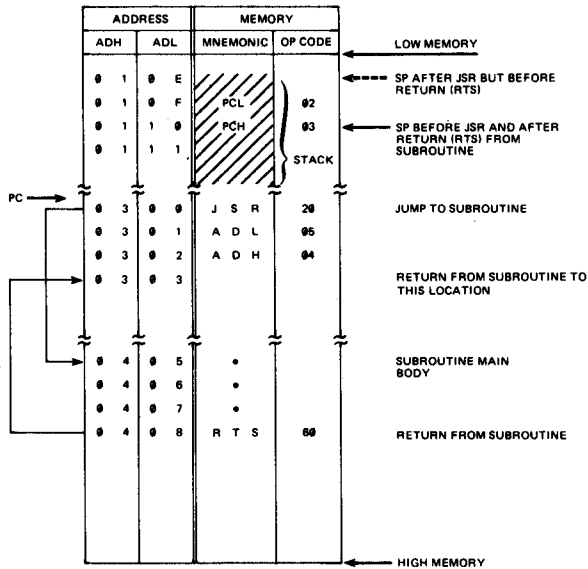 ADDRESS MEMORY
ADH ADL MNEMONIC OP CODE
LOW MEMORY
0 1 0 E SP AFTER JSR BUT BEFORE
RETURN (RTS)
0 1 0 F PCL 02
0 1 1 0 PCH 03 SP BEFORE JSR AND AFTER
RETURN (RTS) FROM
SUBROUTINE
0 1 1 1
STACK
PC
0 3 0 0 J S R 20 JUMP TO SUBROUTINE
0 3 0 1 A D L 05
0 3 0 2 A D H 04
0 3 0 3 RETURN FROM SUBROUTINE TO
THIS LOCATION
0 4 0 5 • SUBROUTINE MAIN
BODY
0 4 0 6 •
0 4 0 7 •
0 4 0 8 R T S 60 RETURN FROM SUBROUTINE
HIGH MEMORY